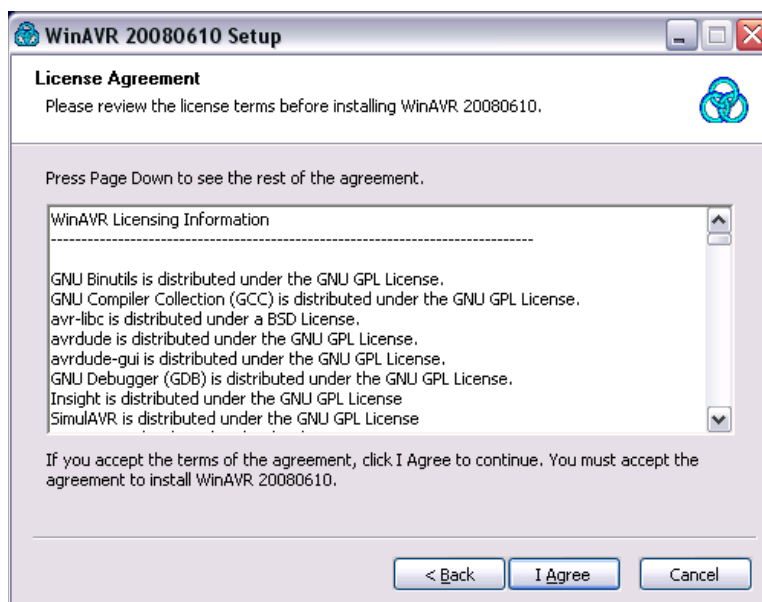 WinAVR 20080610 Setup
License Agreement
Please review the license terms before installing WinAVR 20080610.
Press Page Down to see the rest of the agreement.
WinAVR Licensing Information
--------------------------------------------------------------------------------
GNU Binutils is distributed under the GNU GPL License.
GNU Compiler Collection (GCC) is distributed under the GNU GPL License.
avr-libc is distributed under a BSD License.
avrdude is distributed under the GNU GPL License.
avrdude-gui is distributed under the GNU GPL License.
GNU Debugger (GDB) is distributed under the GNU GPL License.
Insight is distributed under the GNU GPL License
SimulAVR is distributed under the GNU GPL License
If you accept the terms of the agreement, click I Agree to continue. You must accept the
agreement to install WinAVR 20080610.
< Back I Agree Cancel